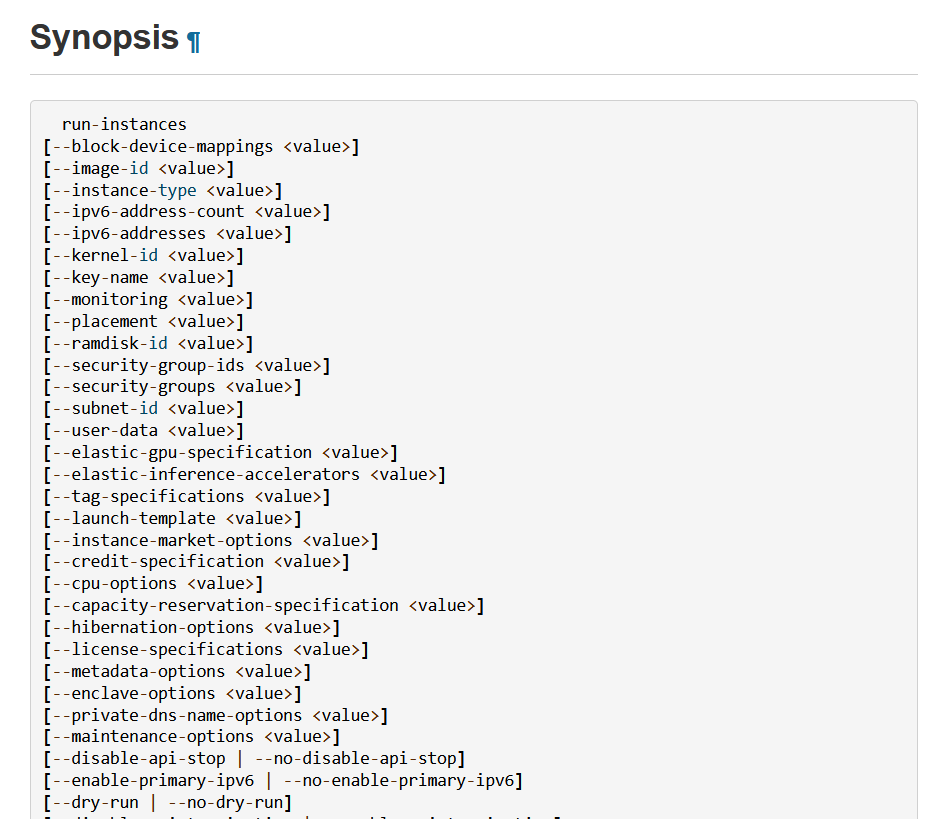 Synopsis ¶
run-instances
[--block-device-mappings <value>]
[--image-id <value>]
[--instance-type <value>]
[--ipv6-address-count <value>]
[--ipv6-addresses <value>]
[--kernel-id <value>]
[--key-name <value>]
[--monitoring <value>]
[--placement <value>]
[--ramdisk-id <value>]
[--security-group-ids <value>]
[--security-groups <value>]
[--subnet-id <value>]
[--user-data <value>]
[--elastic-gpu-specification <value>]
[--elastic-inference-accelerators <value>]
[--tag-specifications <value>]
[--launch-template <value>]
[--instance-market-options <value>]
[--credit-specification <value>]
[--cpu-options <value>]
[--capacity-reservation-specification <value>]
[--hibernation-options <value>]
[--license-specifications <value>]
[--metadata-options <value>]
[--enclave-options <value>]
[--private-dns-name-options <value>]
[--maintenance-options <value>]
[--disable-api-stop | --no-disable-api-stop]
[--enable-primary-ipv6 | --no-enable-primary-ipv6]
[--dry-run | --no-dry-run]